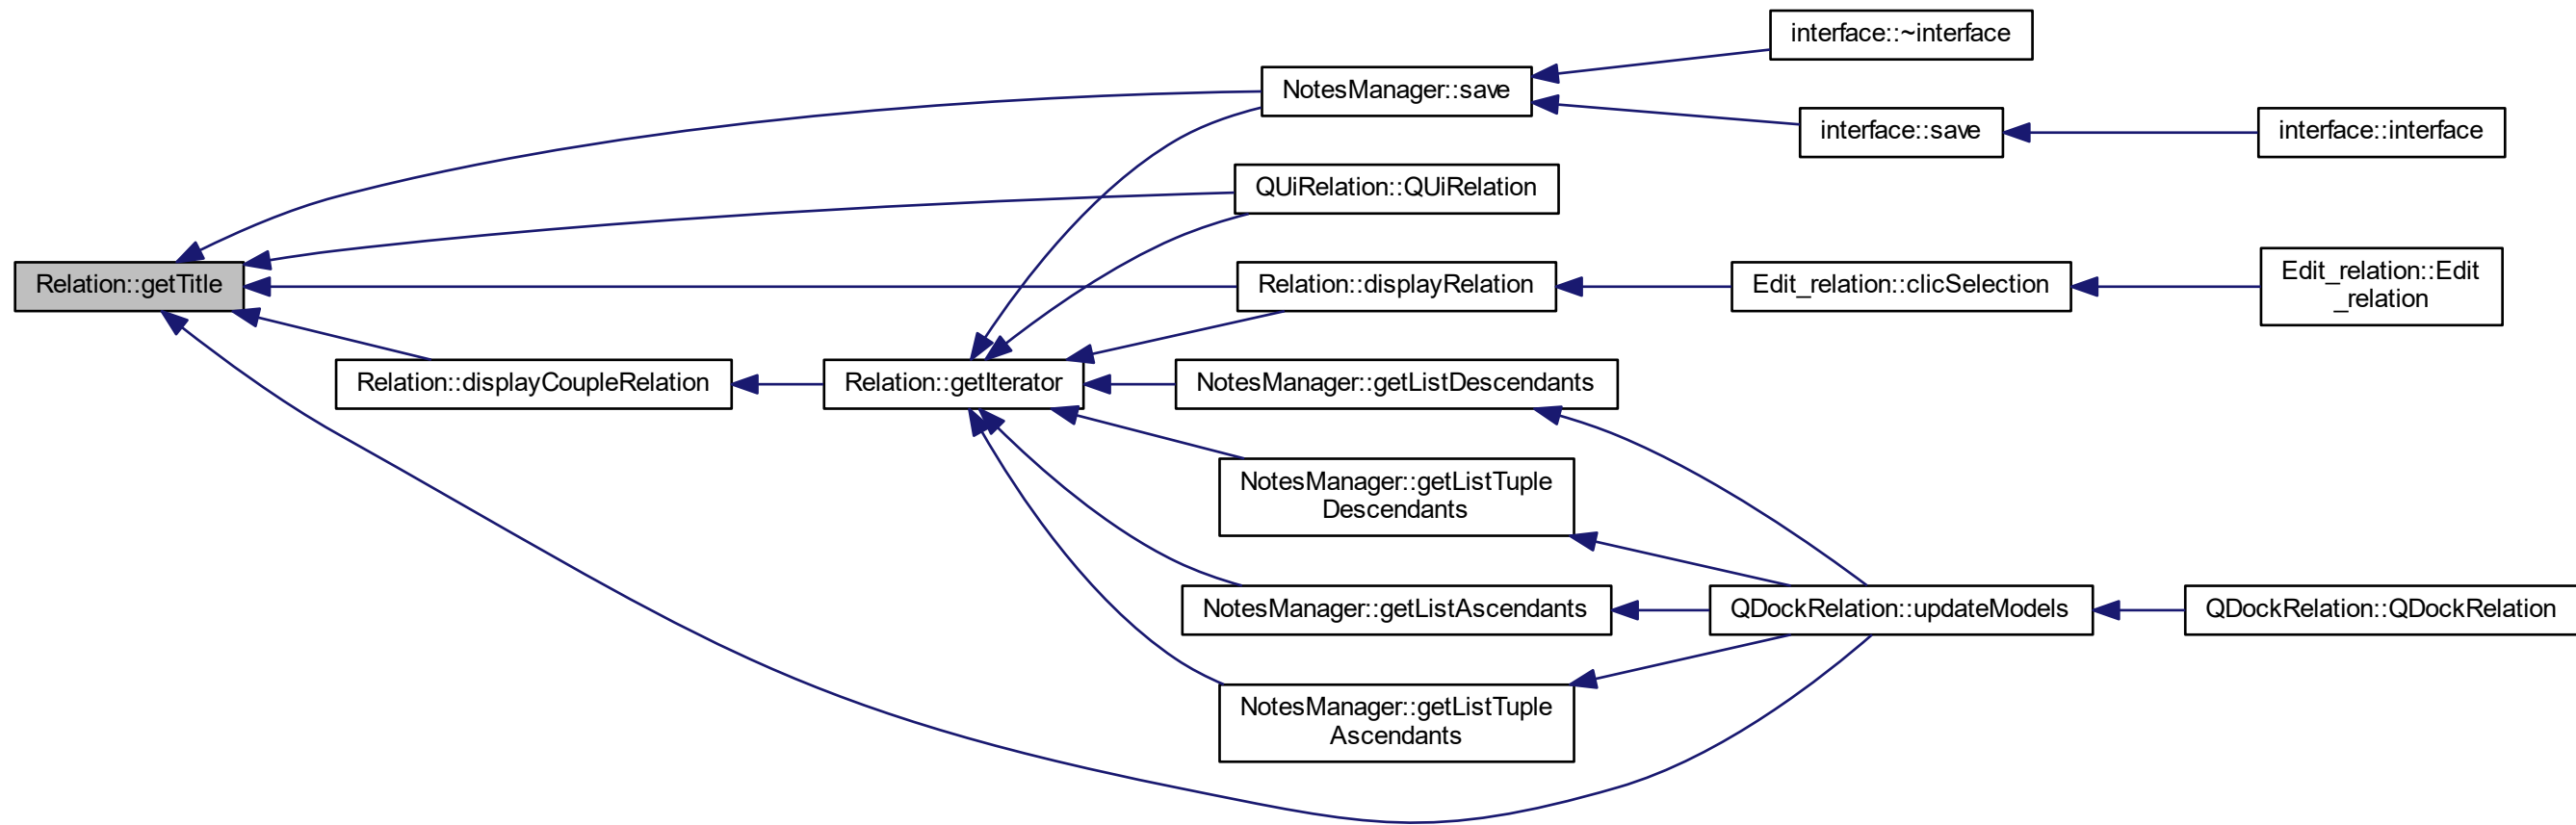 interface::~interface
NotesManager::save
interface::save
interface::interface
QUiRelation::QUiRelation
Relation::getTitle
Relation::displayRelation
Edit_relation::clicSelection
Edit_relation::Edit
_relation
Relation::displayCoupleRelation
Relation::getIterator
NotesManager::getListDescendants
NotesManager::getListTuple
Descendants
NotesManager::getListAscendants
QDockRelation::updateModels
QDockRelation::QDockRelation
NotesManager::getListTuple
Ascendants